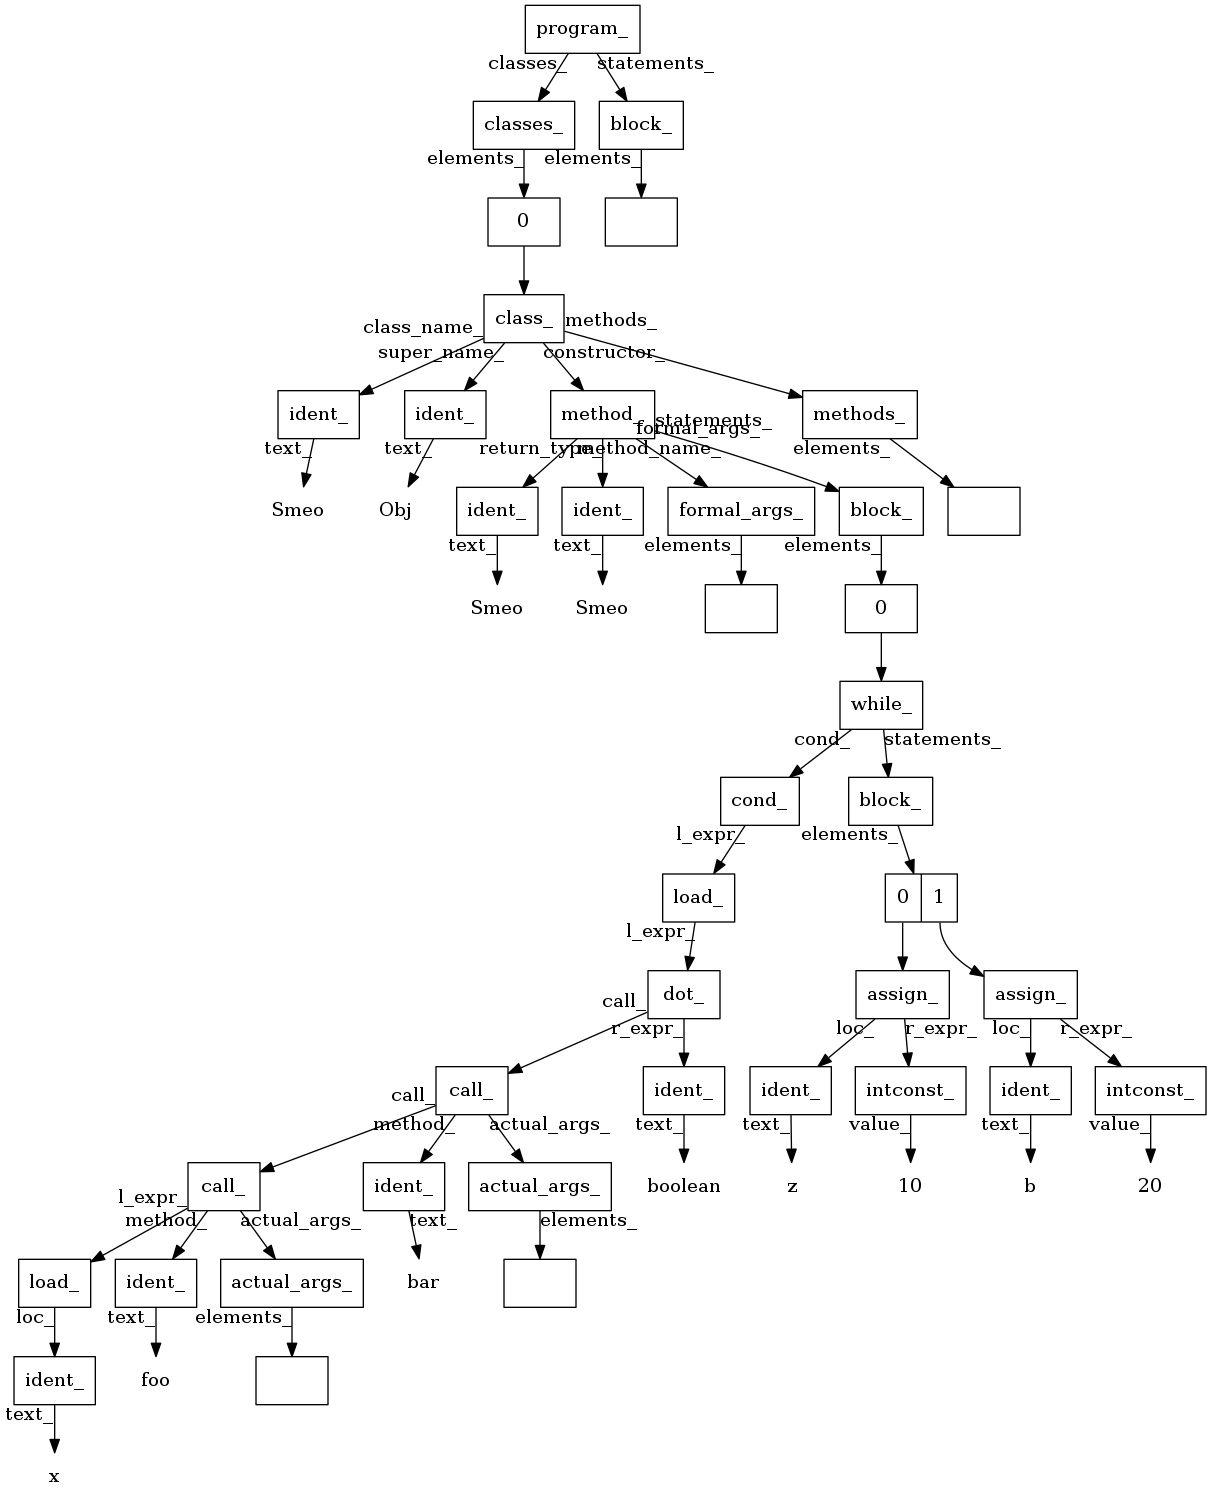 program_
classes_ statements_
classes_ block_
elements_ elements_
0
class_
class_name_ methods_
super_name_ constructor_
ident_ ident_ method_ methods_
statements_
formal_args_
text_ text_ return_type_ method_name_ elements_
Smeo Obj ident_ ident_ formal_args_ block_
text_ text_ elements_ elements_
Smeo Smeo 0
while_
cond_ statements_
cond_ block_
l_expr_ elements_
load_ 0 1
l_expr_
dot_ assign_ assign_
call_
r_expr_ loc_ r_expr_ loc_ r_expr_
call_ ident_ ident_ intconst_ ident_ intconst_
call_
method_ actual_args_ text_ text_ value_ text_ value_
call_ ident_ actual_args_ boolean z 10 b 20
l_expr_
method_ actual_args_ text_ elements_
load_ ident_ actual_args_ bar
loc_ text_ elements_
ident_ foo
text_
x